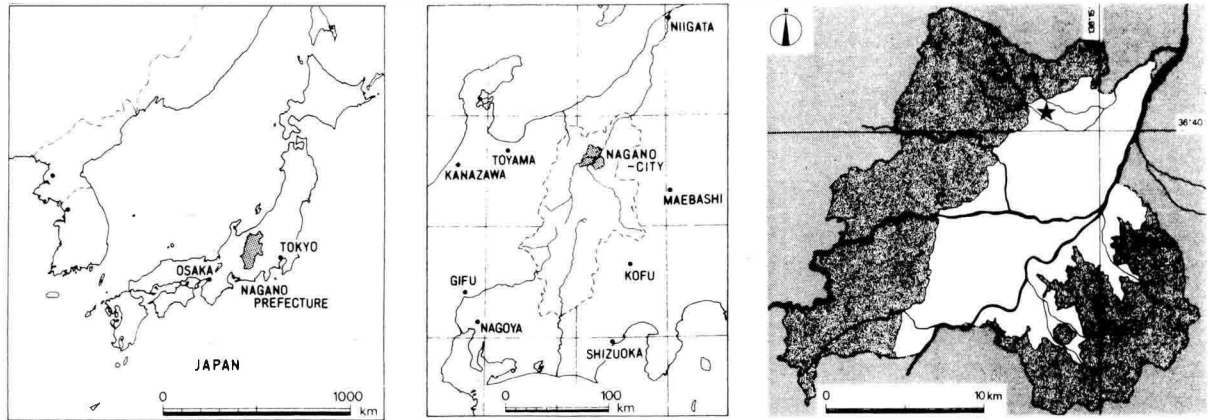 TOKYO
OSAKA
NAGANO
PREFECTURE
JAPAN
0 1000
km
NIIGATA
TOYAMA
KANAZAWA
NAGANO
-CITY
MAEBASHI
KOFU
GIFU
NAGOYA
SHIZUOKA
0 100
km
N
36°40
0 10 km